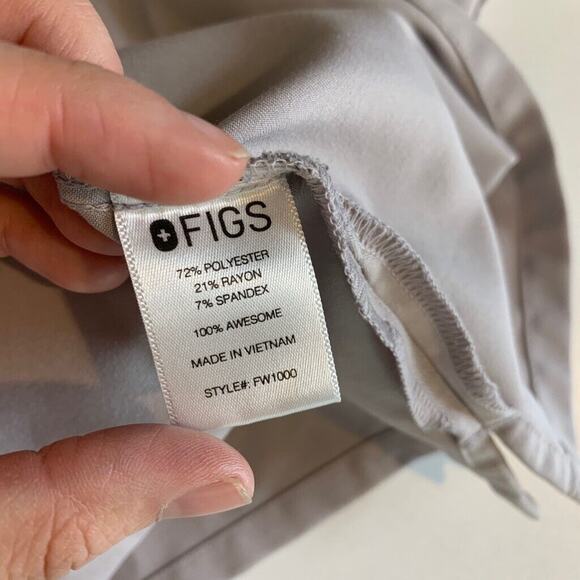 FIGS
72% POLYESTER
21% RAYON
7% SPANDEX
100% AWESOME
MADE IN VIETNAM
STYLE#: FW1000